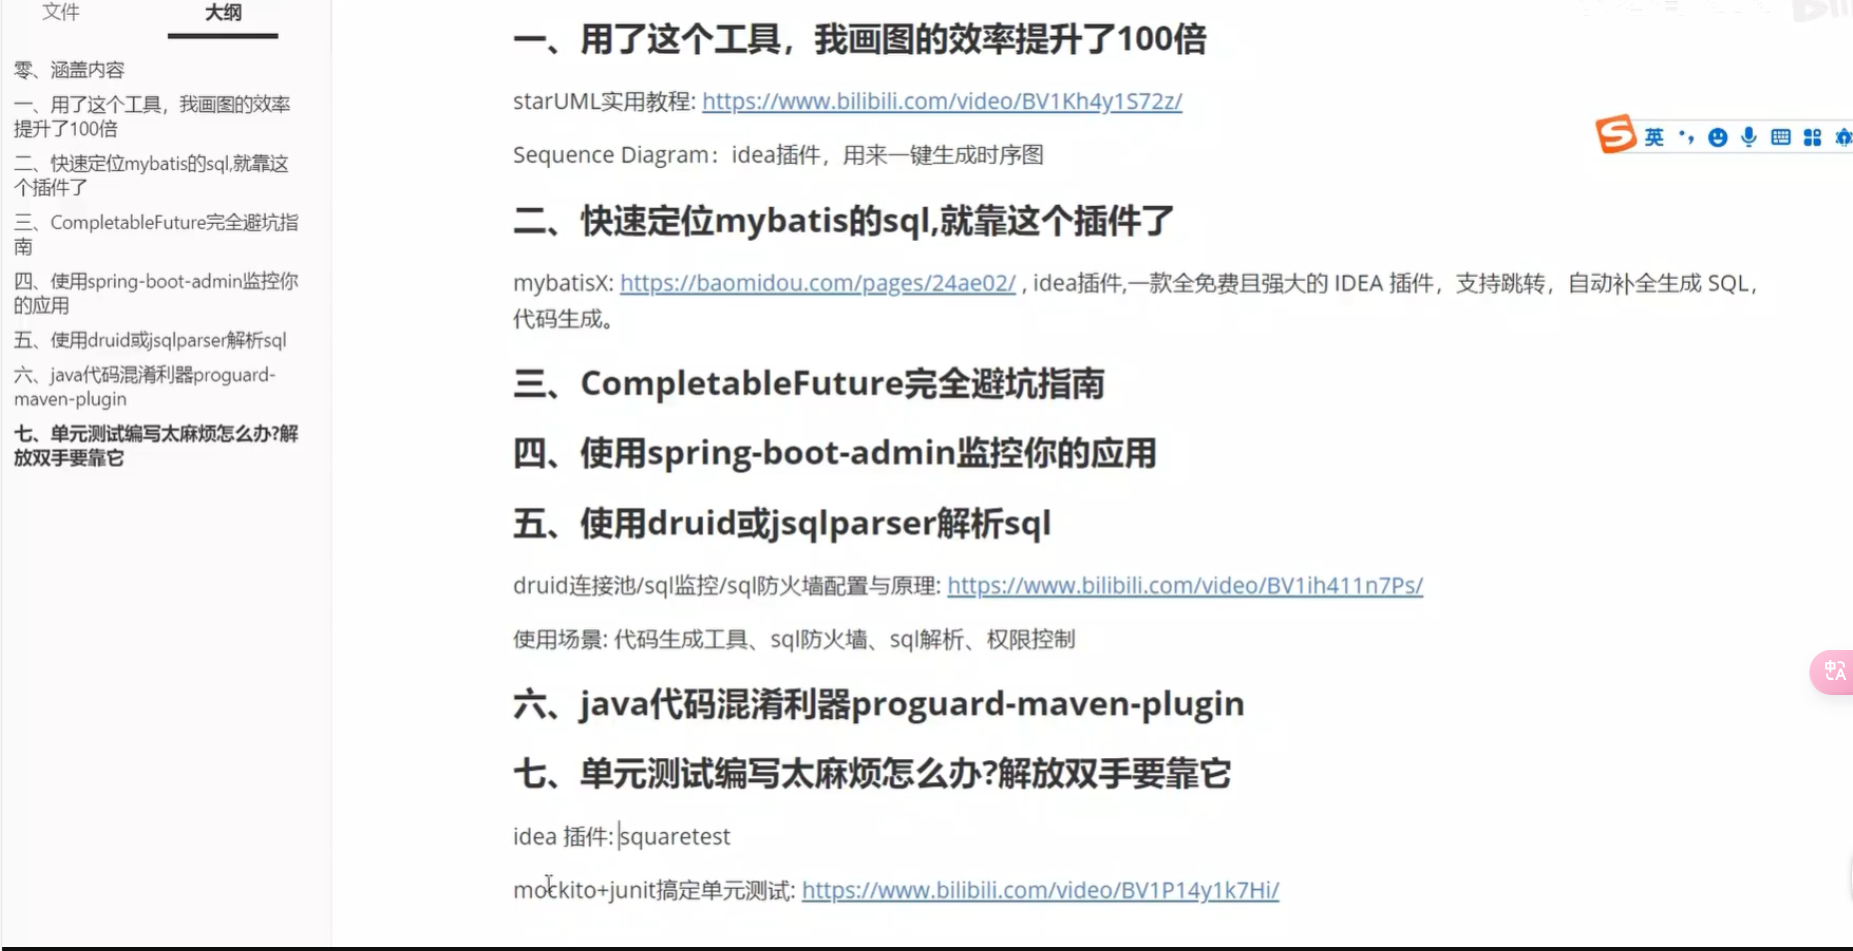 文件
大纲
零、涵盖内容
一、用了这个工具，我画图的效率
提升了100倍
二、快速定位mybatis的sql,就靠这
个插件了
三、CompletableFuture完全避坑指
南
四、使用spring-boot-admin监控你
的应用
五、使用druid或jsqlparser解析sql
六、java代码混淆利器proguard-
maven-plugin
七、单元测试编写太麻烦怎么办?解
放双手要靠它
一、用了这个工具，我画图的效率提升了100倍
starUML实用教程: https://www.bilibili.com/video/BV1Kh4y1S72z/
Sequence Diagram：idea插件，用来一键生成时序图
二、快速定位mybatis的sql,就靠这个插件了
mybatisX: https://baomidou.com/pages/24ae02/ , idea插件,一款全免费且强大的 IDEA 插件，支持跳转，自动补全生成 SQL，
代码生成。
三、CompletableFuture完全避坑指南
四、使用spring-boot-admin监控你的应用
五、使用druid或jsqlparser解析sql
druid连接池/sql监控/sql防火墙配置与原理: https://www.bilibili.com/video/BV1ih411n7Ps/
使用场景: 代码生成工具、sql防火墙、sql解析、权限控制
六、java代码混淆利器proguard-maven-plugin
七、单元测试编写太麻烦怎么办?解放双手要靠它
idea 插件: squaretest
mockito+junit搞定单元测试: https://www.bilibili.com/video/BV1P14y1k7Hi/
英